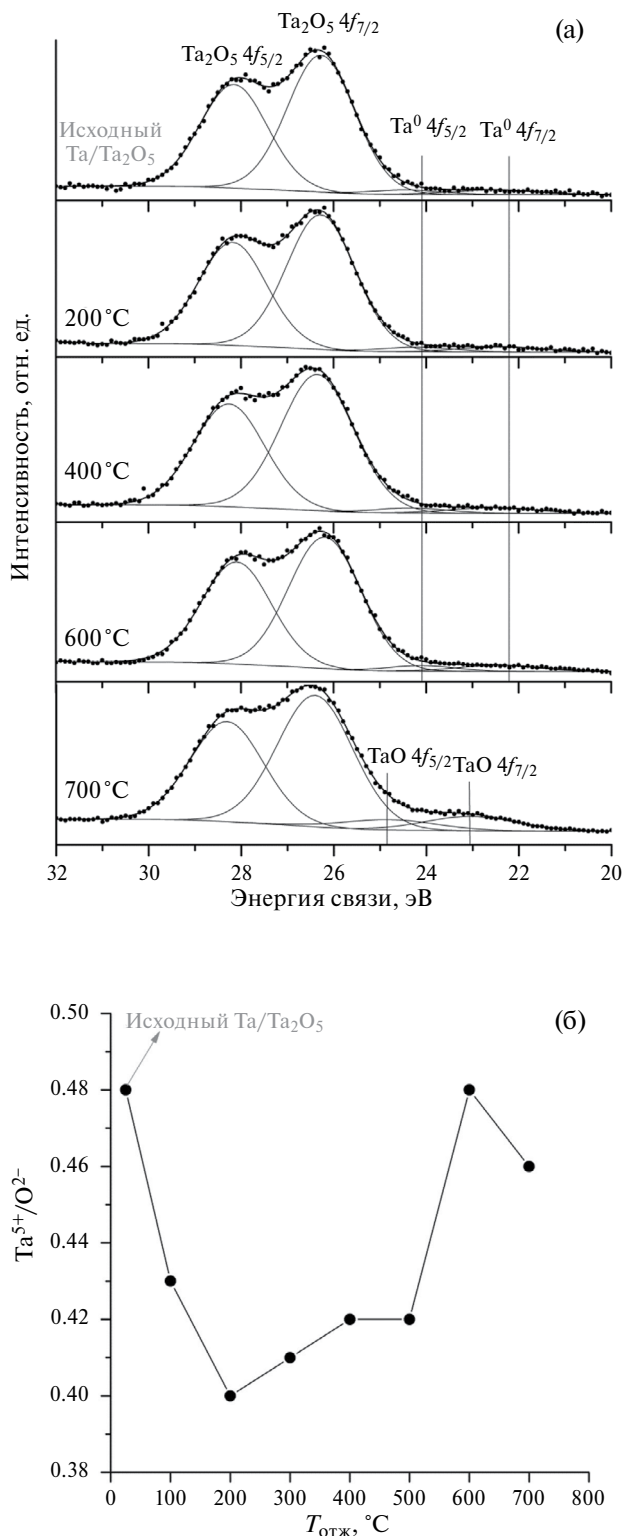 (а)
Ta₂O₅ 4f₇/₂
Ta₂O₅ 4f₅/₂
Исходный
Ta/Ta₂O₅
Ta⁰ 4f₅/₂ Ta⁰ 4f₇/₂
200°C
400°C
600°C
700°C
TaO 4f₅/₂ TaO 4f₇/₂
Интенсивность, отн. ед.
32 30 28 26 24 22 20
Энергия связи, эВ
(б)
Исходный Ta/Ta₂O₅
0.50
0.48
0.46
0.44
0.42
0.40
0.38
Ta⁵⁺/O²⁻
0 100 200 300 400 500 600 700 800
Tотж, °C